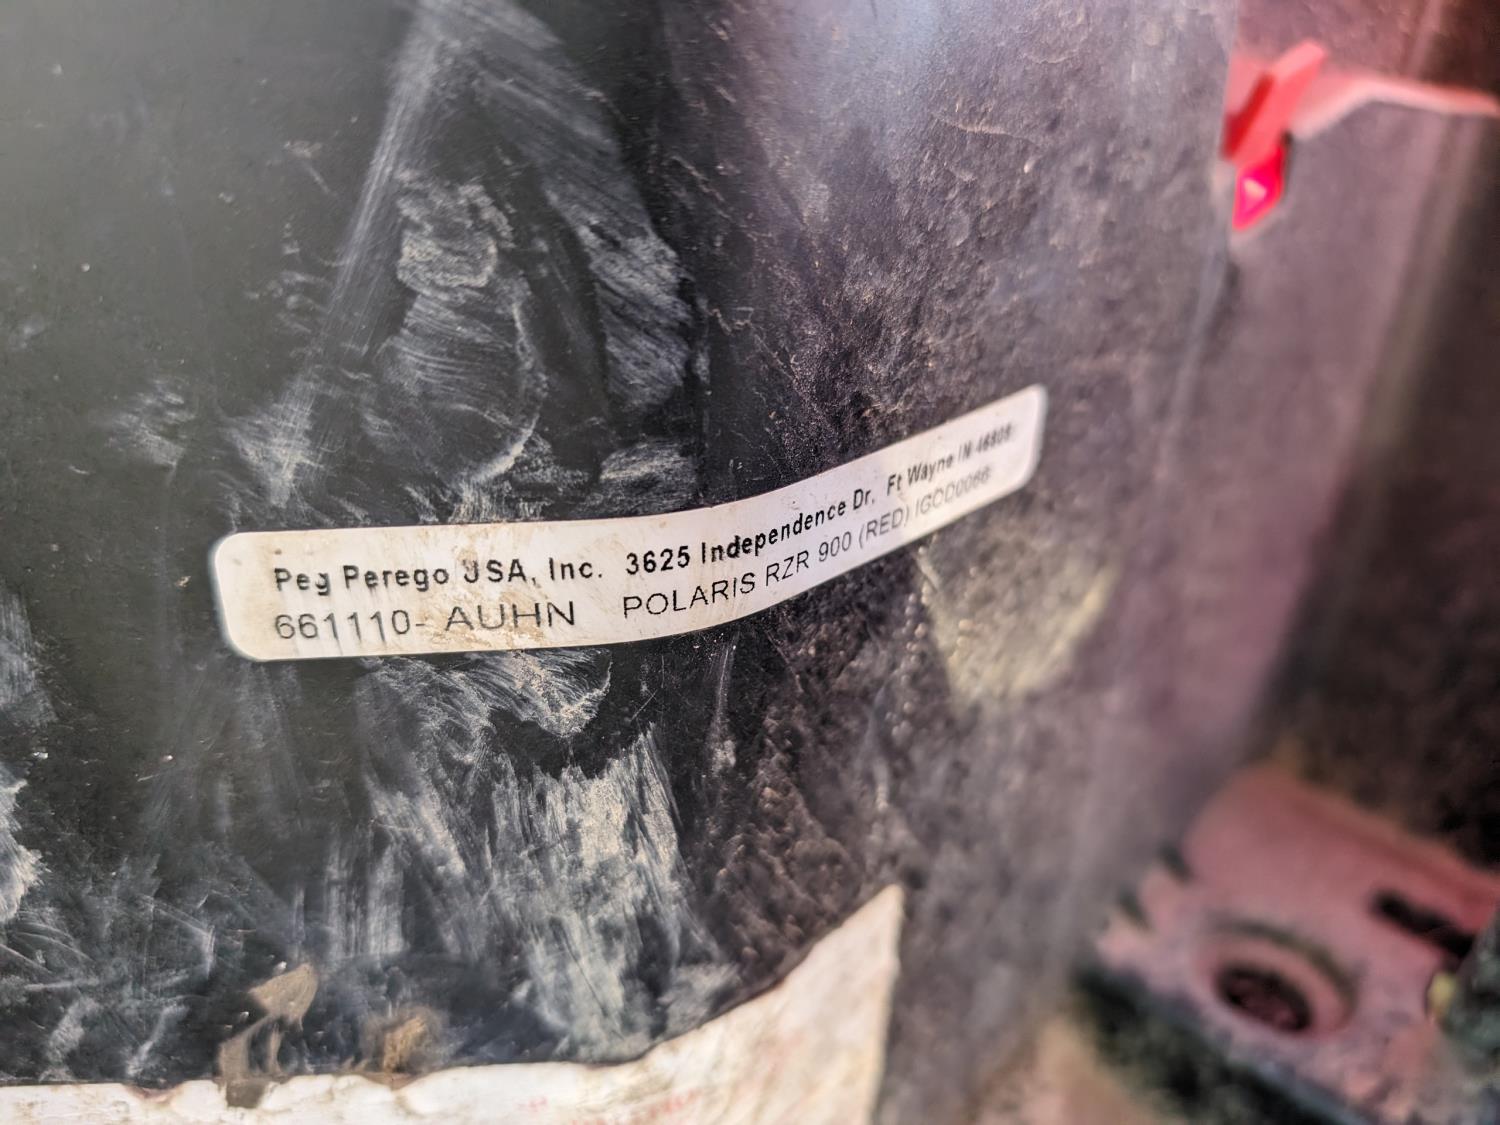 Peg Perego USA, Inc. 3625 Independence Dr, Ft Wayne IN 46808
661110- AUHN POLARIS RZR 900 (RED) IGCD0066